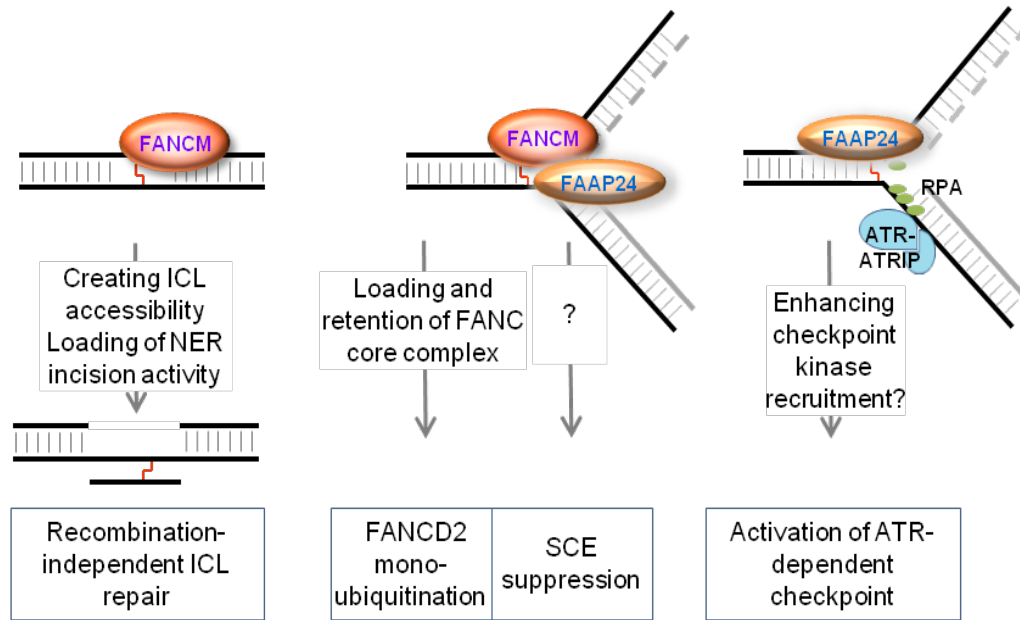 FANCM
Creating ICL
accessibility
Loading of NER
incision activity
Recombination-
independent ICL
repair
FANCM
FAAP24
Loading and
retention of FANC
core complex
?
FANCD2
mono-
ubiquitination
SCE
suppression
FAAP24
RPA
ATR-
ATRIP
Enhancing
checkpoint
kinase
recruitment?
Activation of ATR-
dependent
checkpoint